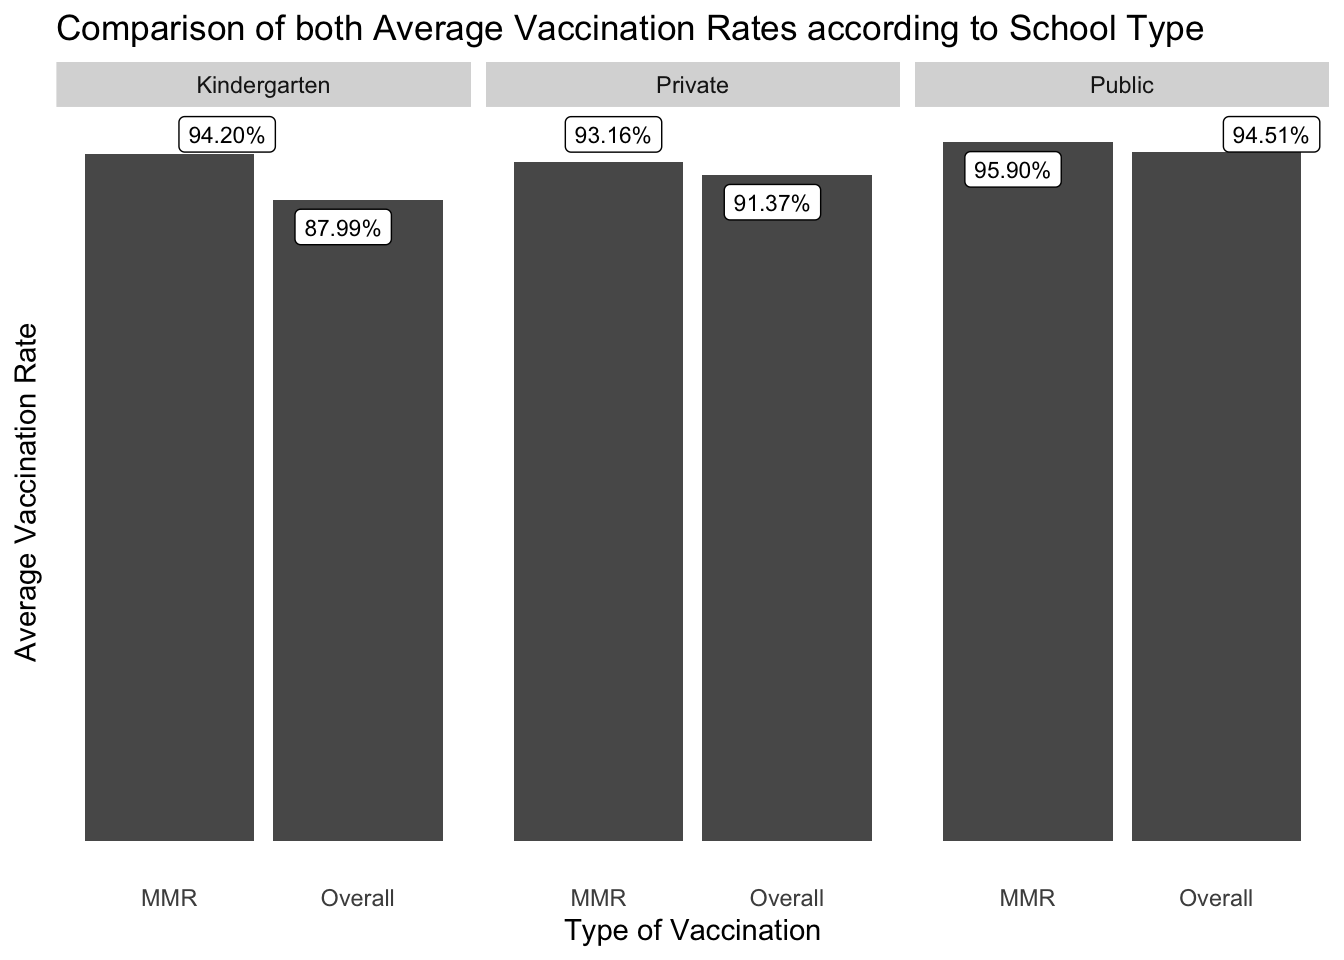 Comparison of both Average Vaccination Rates according to School Type
Kindergarten
Private
Public
94.20%
87.99%
93.16%
91.37%
95.90%
94.51%
Average Vaccination Rate
MMR
Overall
MMR
Overall
MMR
Overall
Type of Vaccination